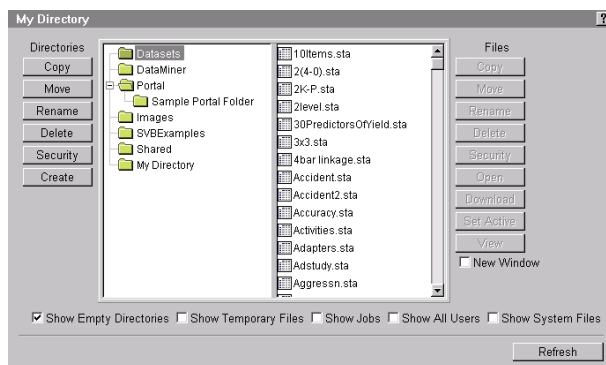 My Directory
?
Directories
Copy
Move
Rename
Delete
Security
Create
Datasets
DataMiner
Portal
Sample Portal Folder
Images
SVBExamples
Shared
My Directory
10Items.sta
2(4-0).sta
2K-P.sta
2level.sta
30PredictorsOfYield.sta
3x3.sta
4bar linkage.sta
Accident.sta
Accident2.sta
Accuracy.sta
Activities.sta
Adapters.sta
Adstudy.sta
Aggressn.sta
Files
Copy
Move
Rename
Delete
Security
Open
Download
Set Active
View
New Window
Show Empty Directories Show Temporary Files Show Jobs Show All Users Show System Files
Refresh